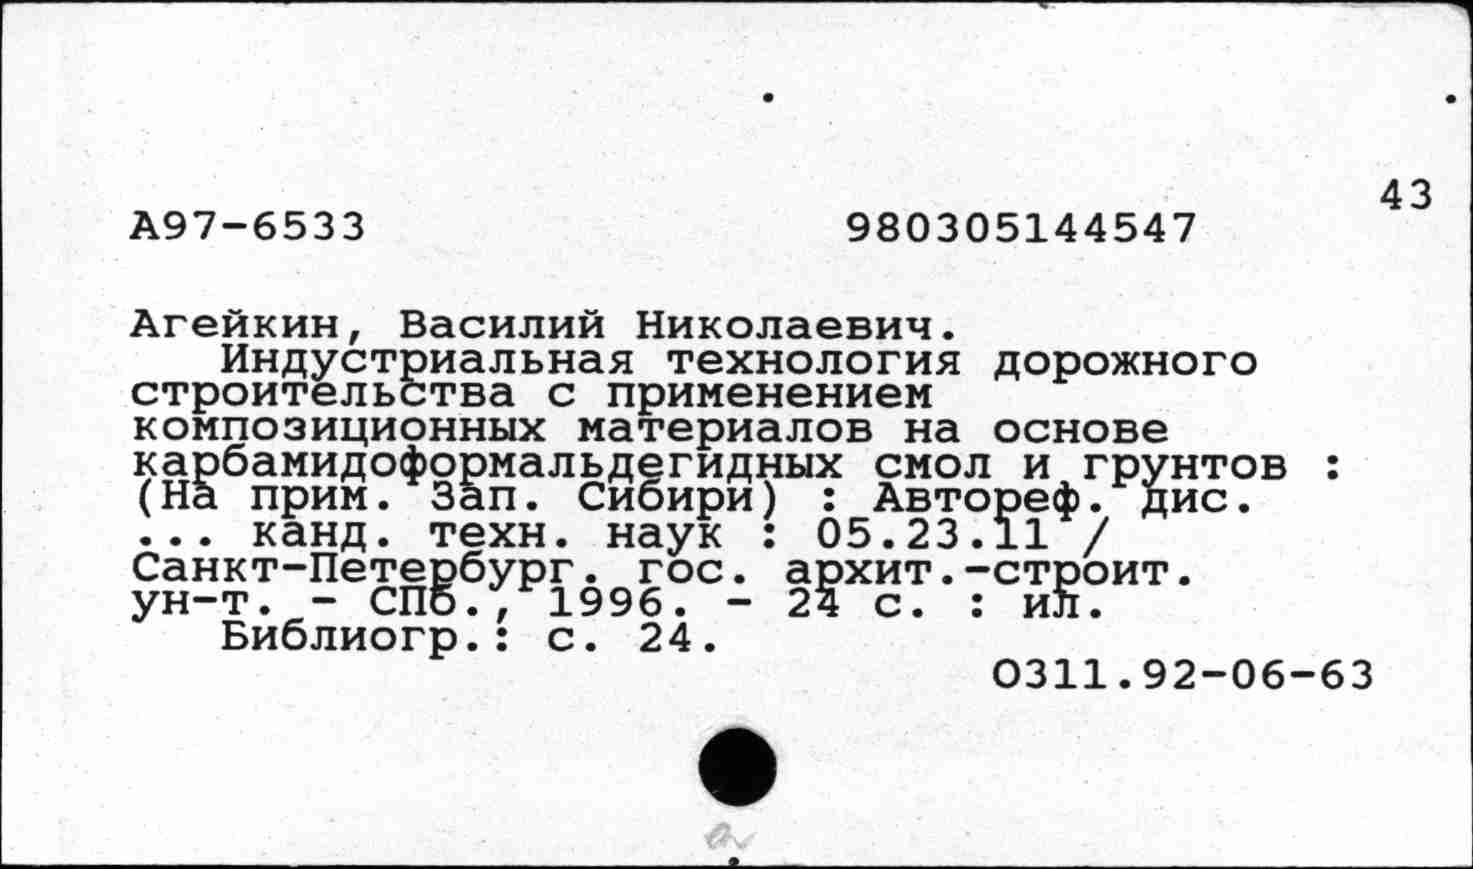 43
А97-6533 980305144547
Агейкин, Василий Николаевич.
Индустриальная технология дорожного
строительства с применением
композиционных материалов на основе
карбамидоформальдегидных смол и грунтов :
(На прим. Зап. Сибири) : Автореф. дис.
... канд. техн. наук : 05.23.11 /
Санкт-Петербург. гос. архит.-строит.
ун-т. - СПб., 1996. - 24 с. : ил.
Библиогр.: с. 24.
О311.92-06-63